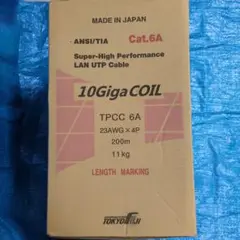 MADE IN JAPAN
ANSI/TIA Cat.6A
Super-High Performance
LAN UTP Cable
10Giga COIL
TPCC 6A
23AWG×4P
200m
11kg
LENGTH MARKING